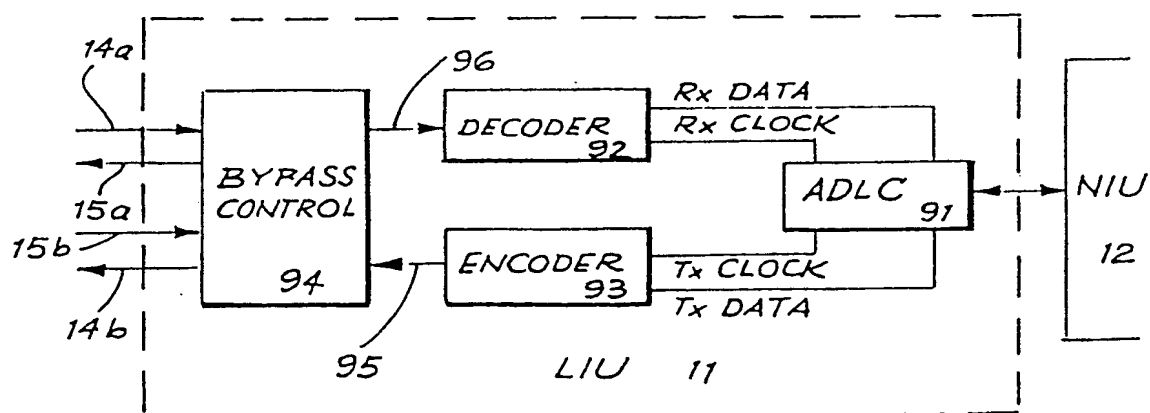 14a
96
Rx DATA
Rx CLOCK
DECODER
92
BYPASS
CONTROL
94
15a
15b
ADLC
91
NIU
12
ENCODER
93
Tx CLOCK
Tx DATA
14b
95
LIU 11